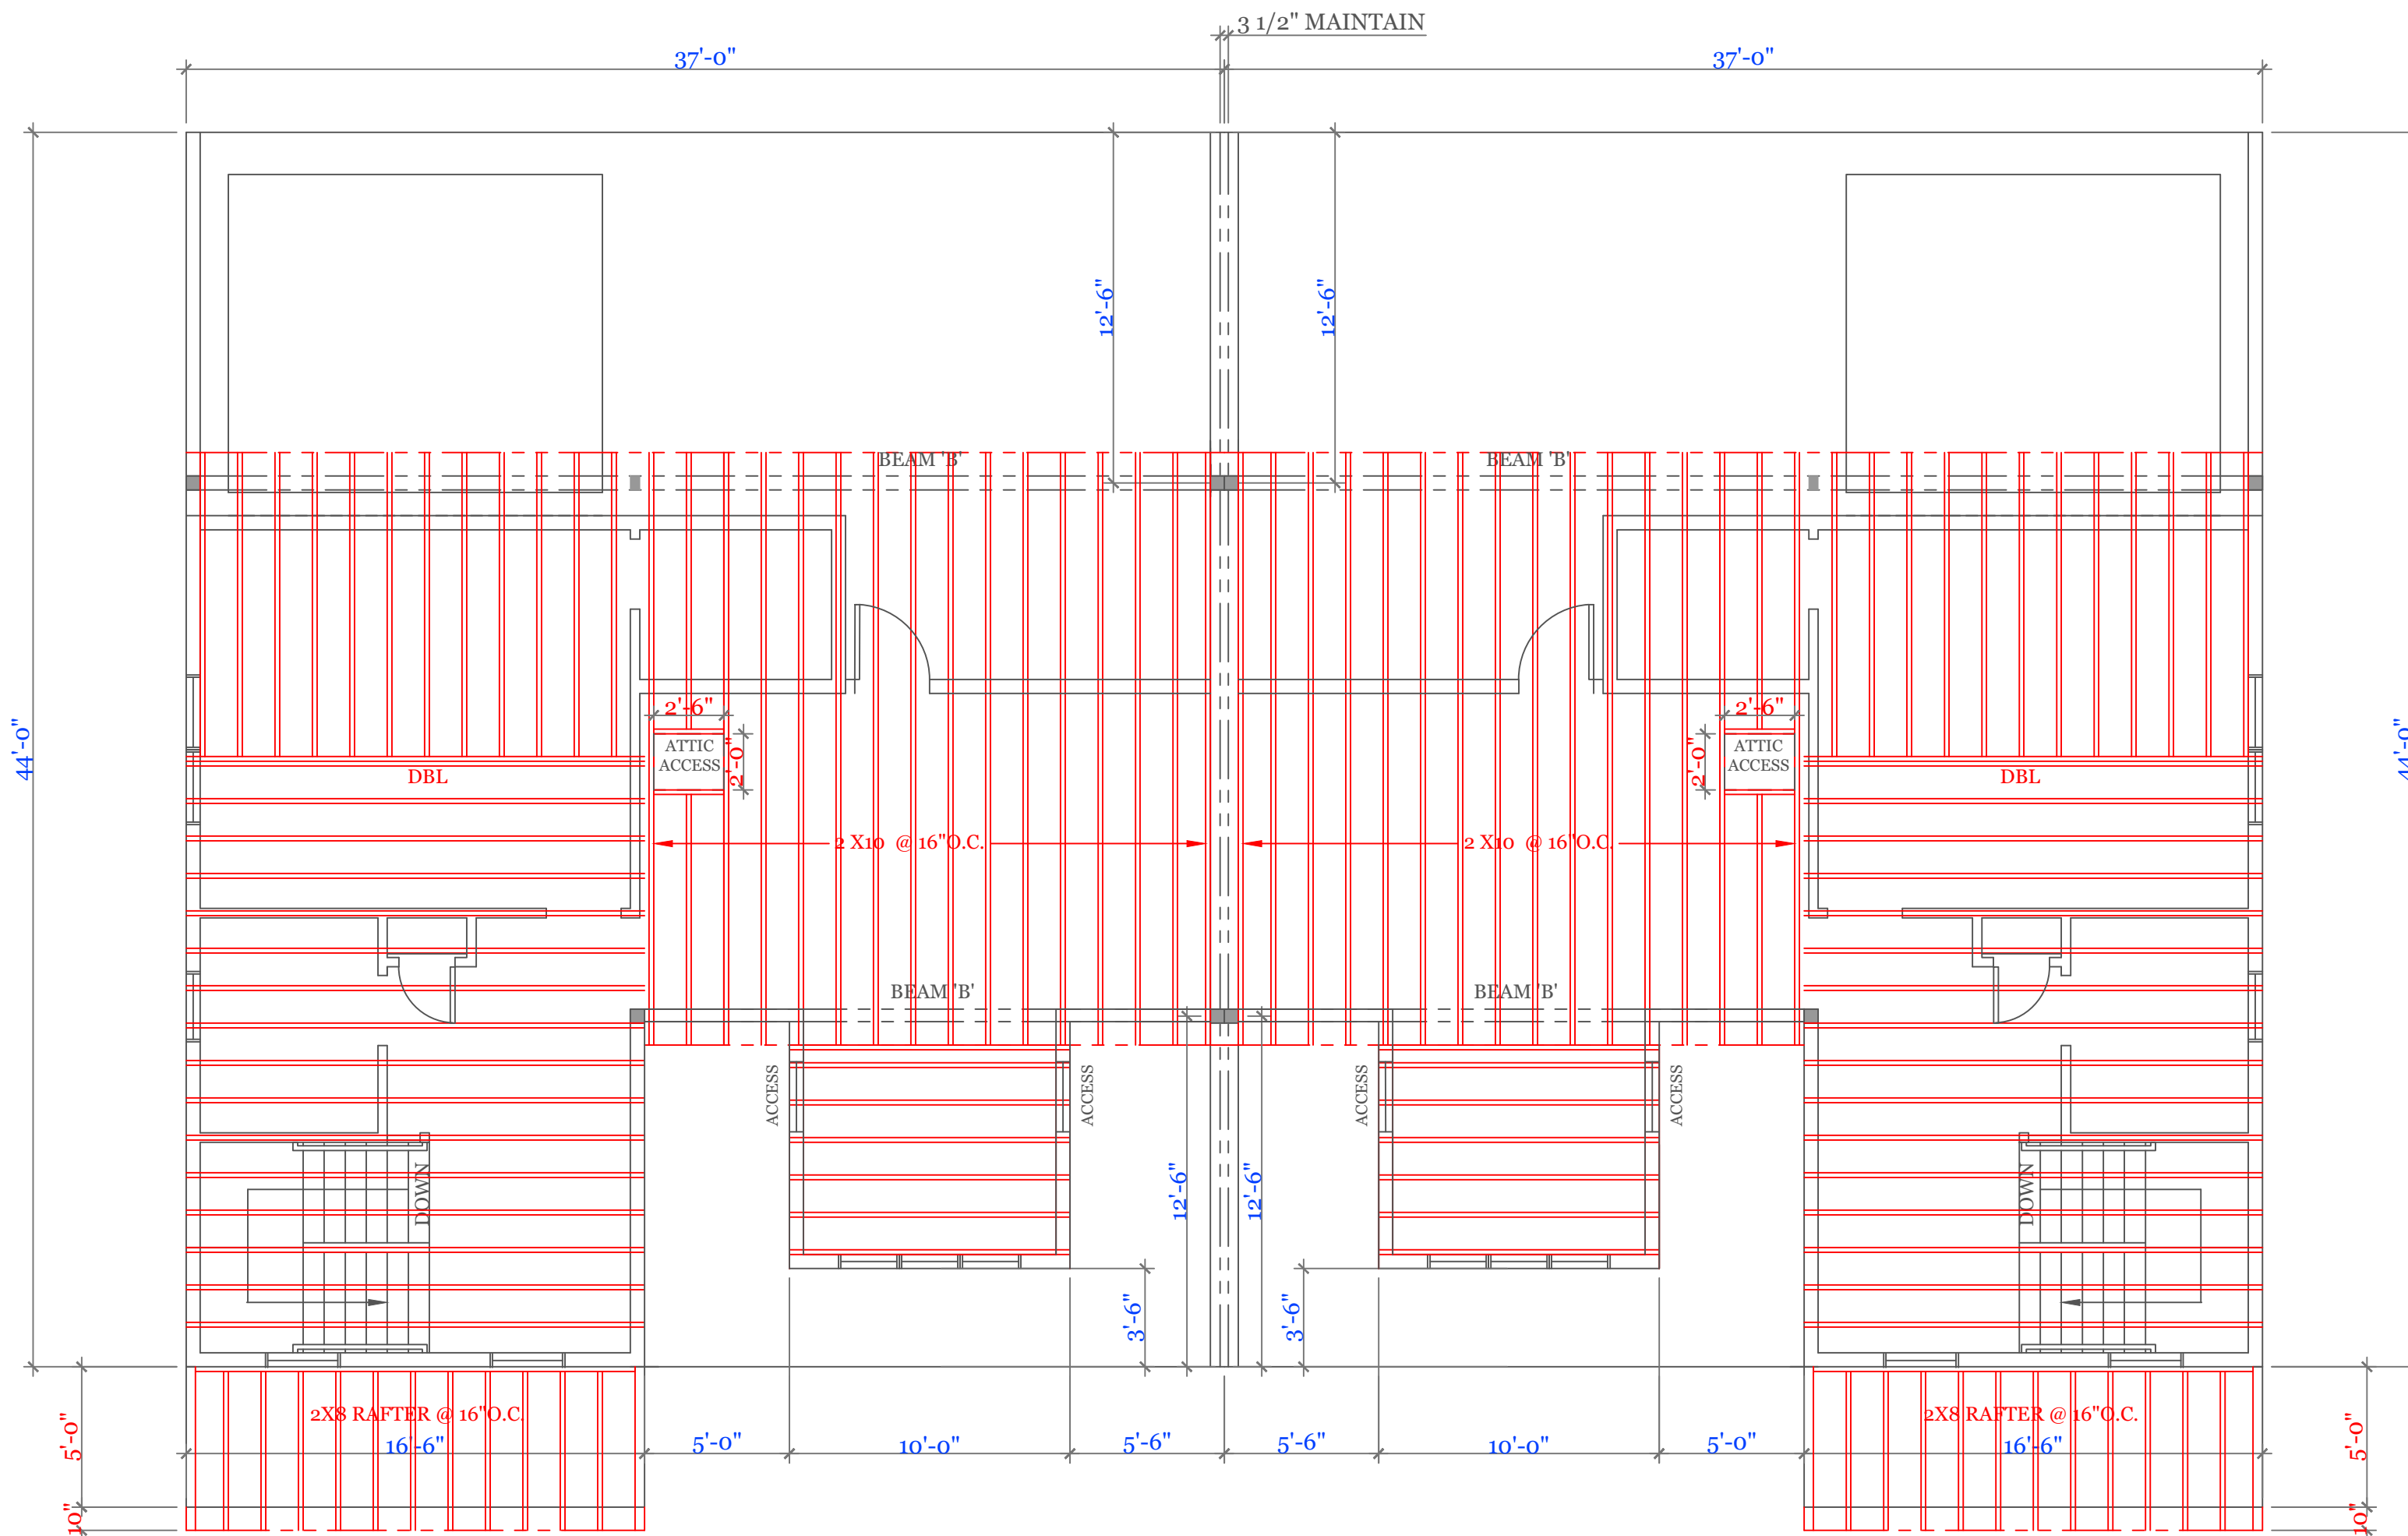 3 1/2" MAINTAIN
37'-0"
37'-0"
12'-6"
12'-6"
BEAM 'B'
BEAM 'B'
44'-0"
44'-0"
2'-6"
2'-6"
ATTIC
ACCESS
2'-0"
2'-0"
ATTIC
ACCESS
DBL
DBL
2 X10 @ 16"O.C.
2 X10 @ 16"O.C.
BEAM 'B'
BEAM 'B'
ACCESS
ACCESS
ACCESS
ACCESS
DOWN
12'-6"
12'-6"
DOWN
3'-6"
3'-6"
2X8 RAFTER @ 16"O.C.
2X8 RAFTER @ 16"O.C.
5'-0"
16'-6"
5'-0"
10'-0"
5'-6"
5'-6"
10'-0"
5'-0"
16'-6"
5'-0"
10"
10"